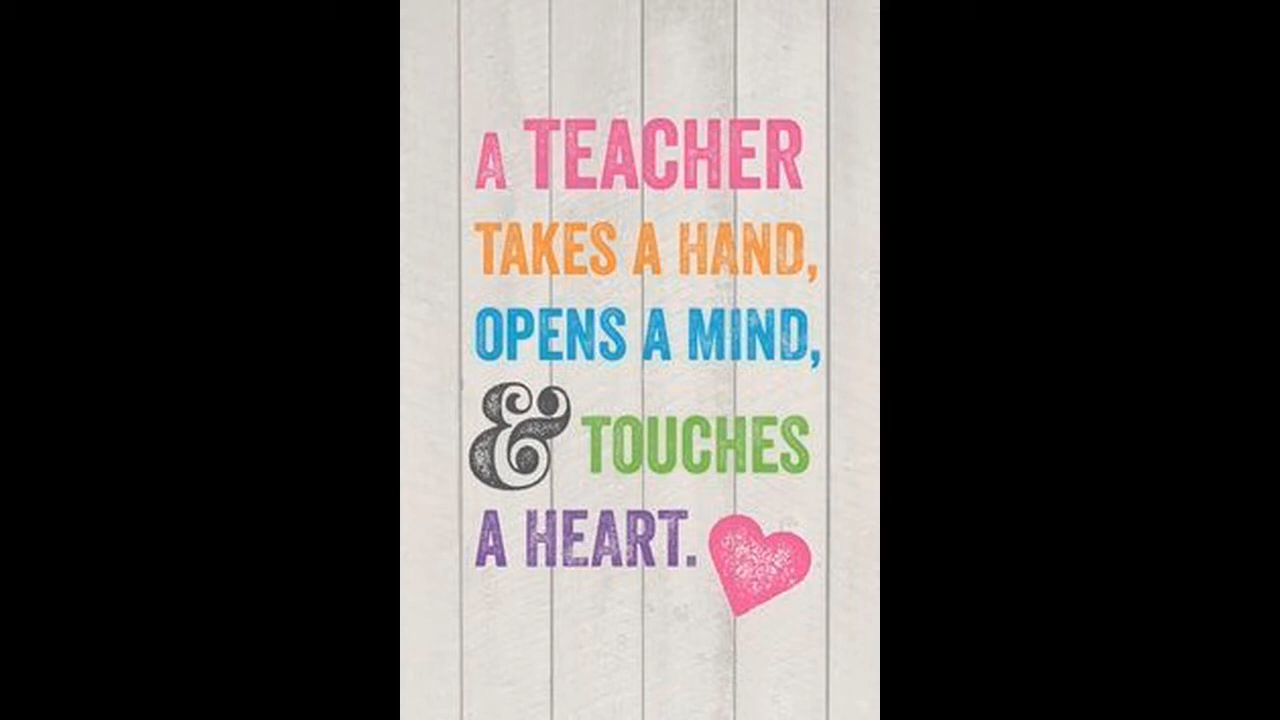 A TEACHER
TAKES A HAND,
OPENS A MIND,
& TOUCHES
A HEART.